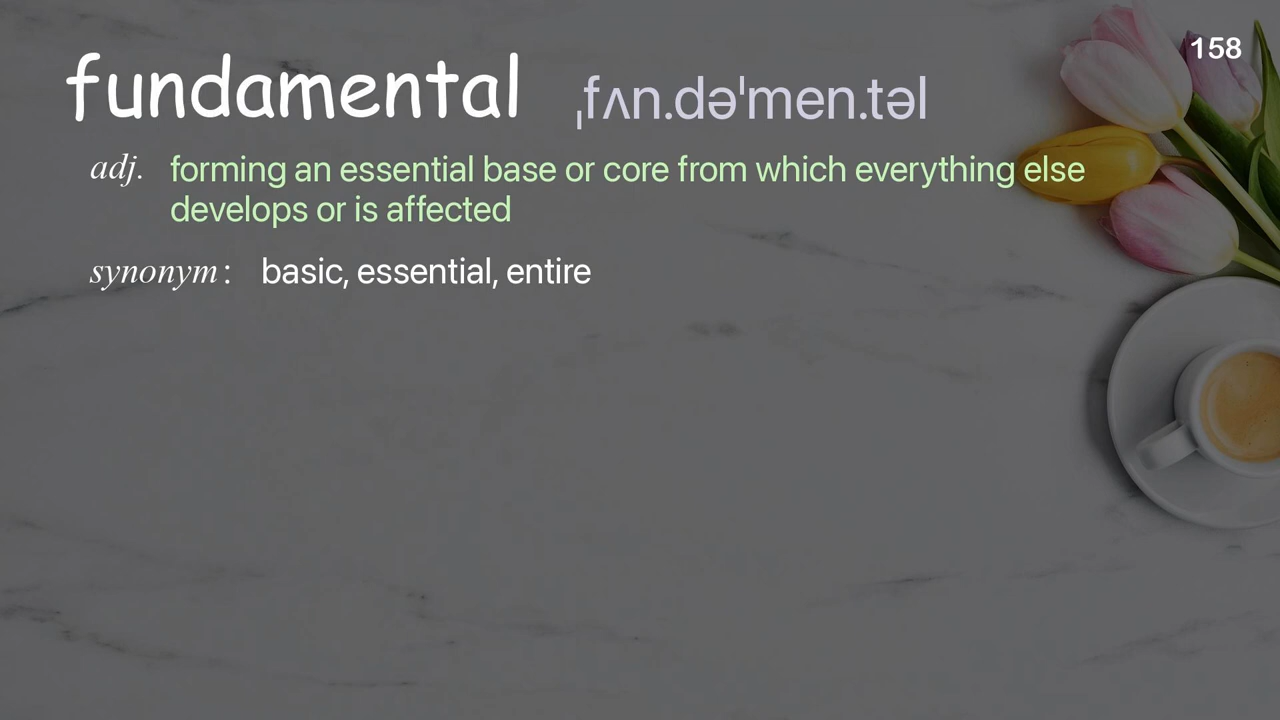 158
fundamental ˌfʌn.dəˈmen.təl
adj. forming an essential base or core from which everything else
develops or is affected
synonym: basic, essential, entire